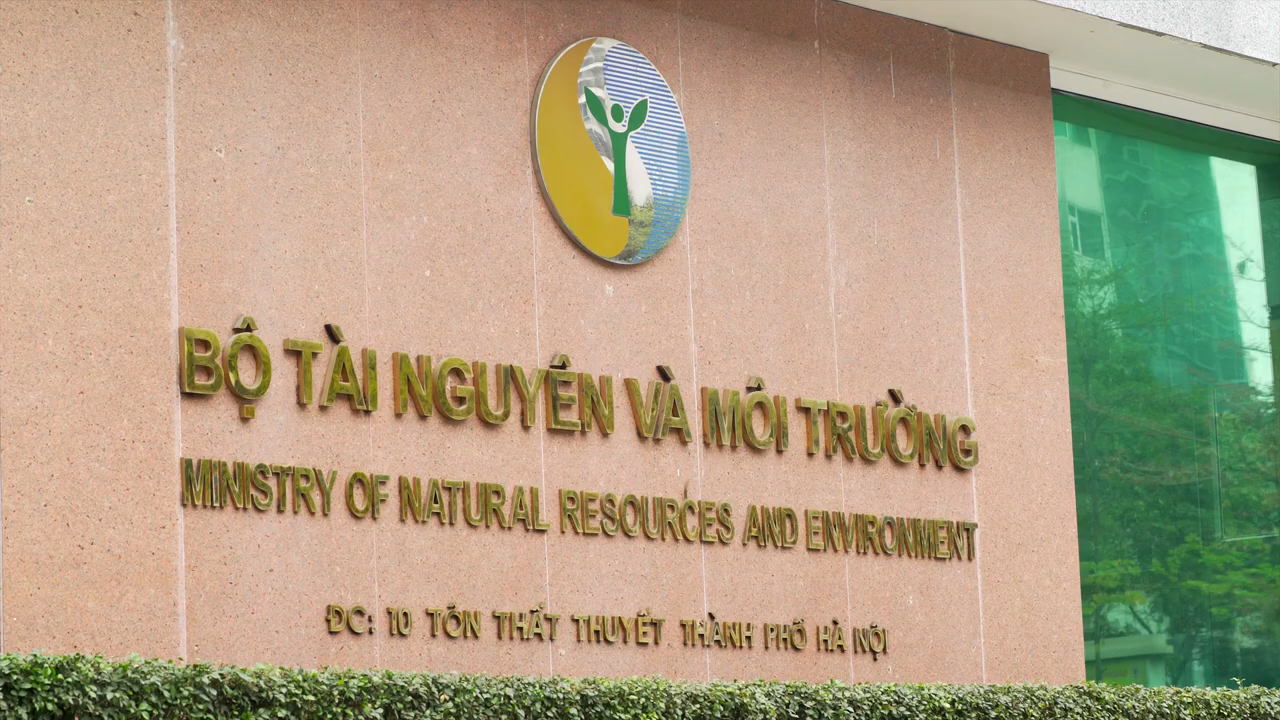 BỘ TÀI NGUYÊN VÀ MÔI TRƯỜNG
MINISTRY OF NATURAL RESOURCES AND ENVIRONMENT
ĐC: 10 TÔN THẤT THUYẾT THÀNH PHỐ HÀ NỘI